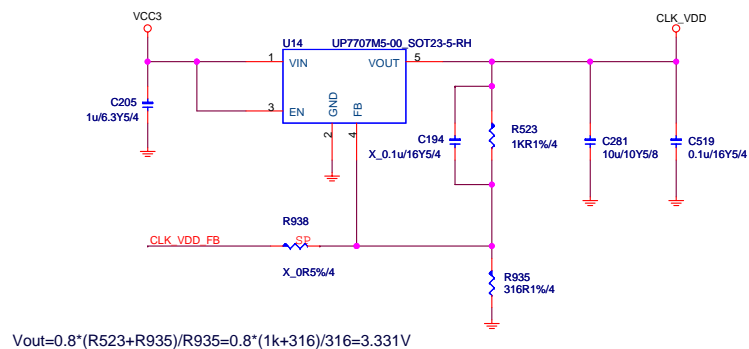 VCC3
CLK_VDD
U14 UP7707M5-00_SOT23-5-RH
1 VIN VOUT 5
C205
1u/6.3Y5/4
3 EN
GND
FB
2
4
C194
X_0.1u/16Y5/4
R523
1KR1%/4
C281
10u/10Y5/8
C519
0.1u/16Y5/4
R938
CLK_VDD_FB
SP
X_0R5%/4
R935
316R1%/4
Vout=0.8*(R523+R935)/R935=0.8*(1k+316)/316=3.331V